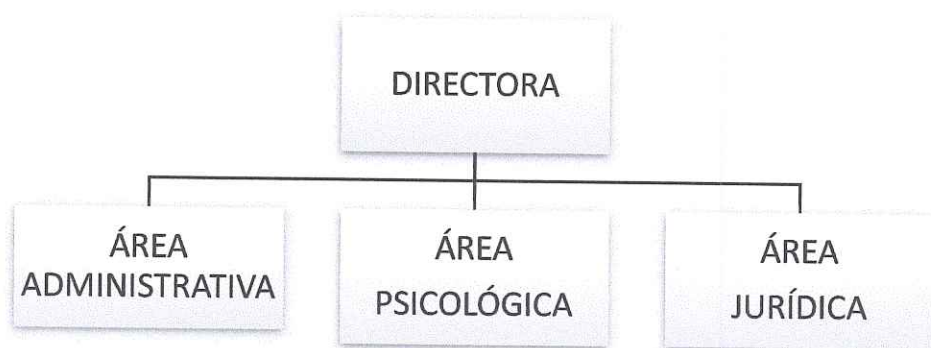 DIRECTORA
ÁREA
ADMINISTRATIVA
ÁREA
PSICOLÓGICA
ÁREA
JURÍDICA